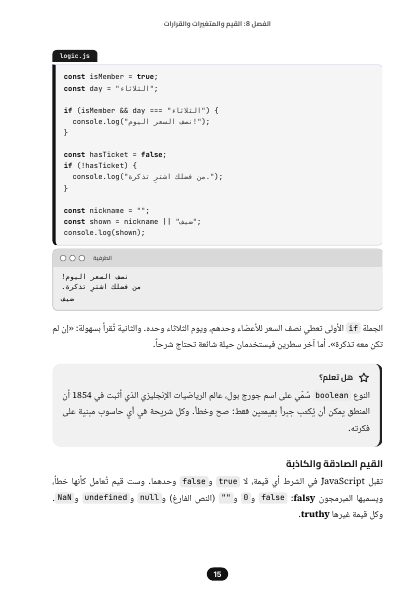 الفصل 8: القيم والمتغيرات والقرارات
logic.js
const isMember = true;
const day = "الثلاثاء";
if (isMember && day === "الثلاثاء") {
console.log("نصف السعر اليوم!");
}
const hasTicket = false;
if (!hasTicket) {
console.log("من فضلك اشترِ تذكرة.");
}
const nickname = "";
const shown = nickname || "ضيف";
console.log(shown);
الطرفية
نصف السعر اليوم!
من فضلك اشترِ تذكرة.
ضيف
الجملة if الأولى تعطي نصف السعر للأعضاء وحدهم، ويوم الثلاثاء وحده. والثانية تُقرأ بسهولة: «إن لم
تكن معه تذكرة». أما آخر سطرين فيستخدمان حيلة شائعة تحتاج شرحاً.
هل تعلم؟
النوع boolean سُمّي على اسم جورج بول، عالم الرياضيات الإنجليزي الذي أثبت في 1854 أن
المنطق يمكن أن يُكتب جبراً بقيمتين فقط: صح وخطأ. وكل شريحة في أي حاسوب مبنية على
فكرته.
القيم الصادقة والكاذبة
تقبل JavaScript في الشرط أي قيمة، لا true و false وحدهما. وست قيم تُعامل كأنها خطأ،
ويسميها المبرمجون falsy: false و 0 و "" (النص الفارغ) و null و undefined و NaN.
وكل قيمة غيرها truthy.
15